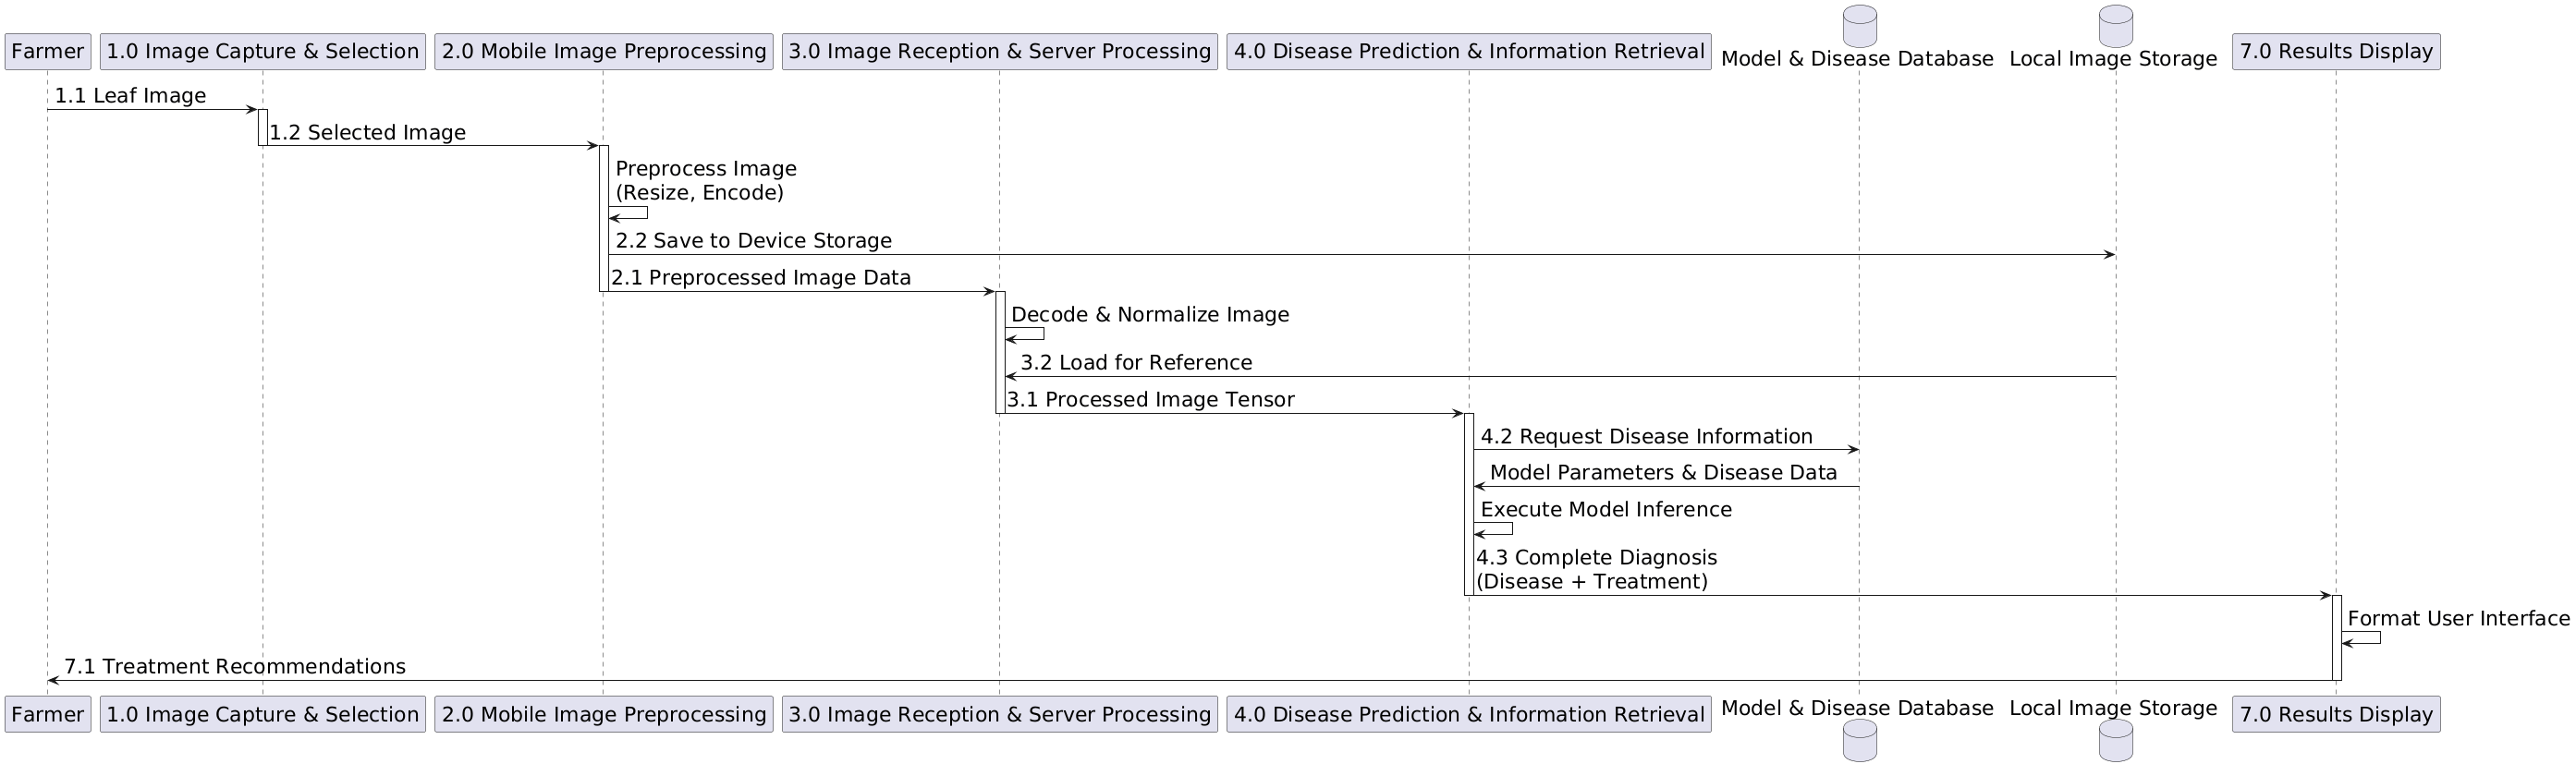 Farmer
1.0 Image Capture & Selection
2.0 Mobile Image Preprocessing
3.0 Image Reception & Server Processing
4.0 Disease Prediction & Information Retrieval
Model & Disease Database
Local Image Storage
7.0 Results Display
1.1 Leaf Image
1.2 Selected Image
Preprocess Image
(Resize, Encode)
2.2 Save to Device Storage
2.1 Preprocessed Image Data
Decode & Normalize Image
3.2 Load for Reference
3.1 Processed Image Tensor
4.2 Request Disease Information
Model Parameters & Disease Data
Execute Model Inference
4.3 Complete Diagnosis
(Disease + Treatment)
Format User Interface
7.1 Treatment Recommendations
Farmer
1.0 Image Capture & Selection
2.0 Mobile Image Preprocessing
3.0 Image Reception & Server Processing
4.0 Disease Prediction & Information Retrieval
Model & Disease Database
Local Image Storage
7.0 Results Display